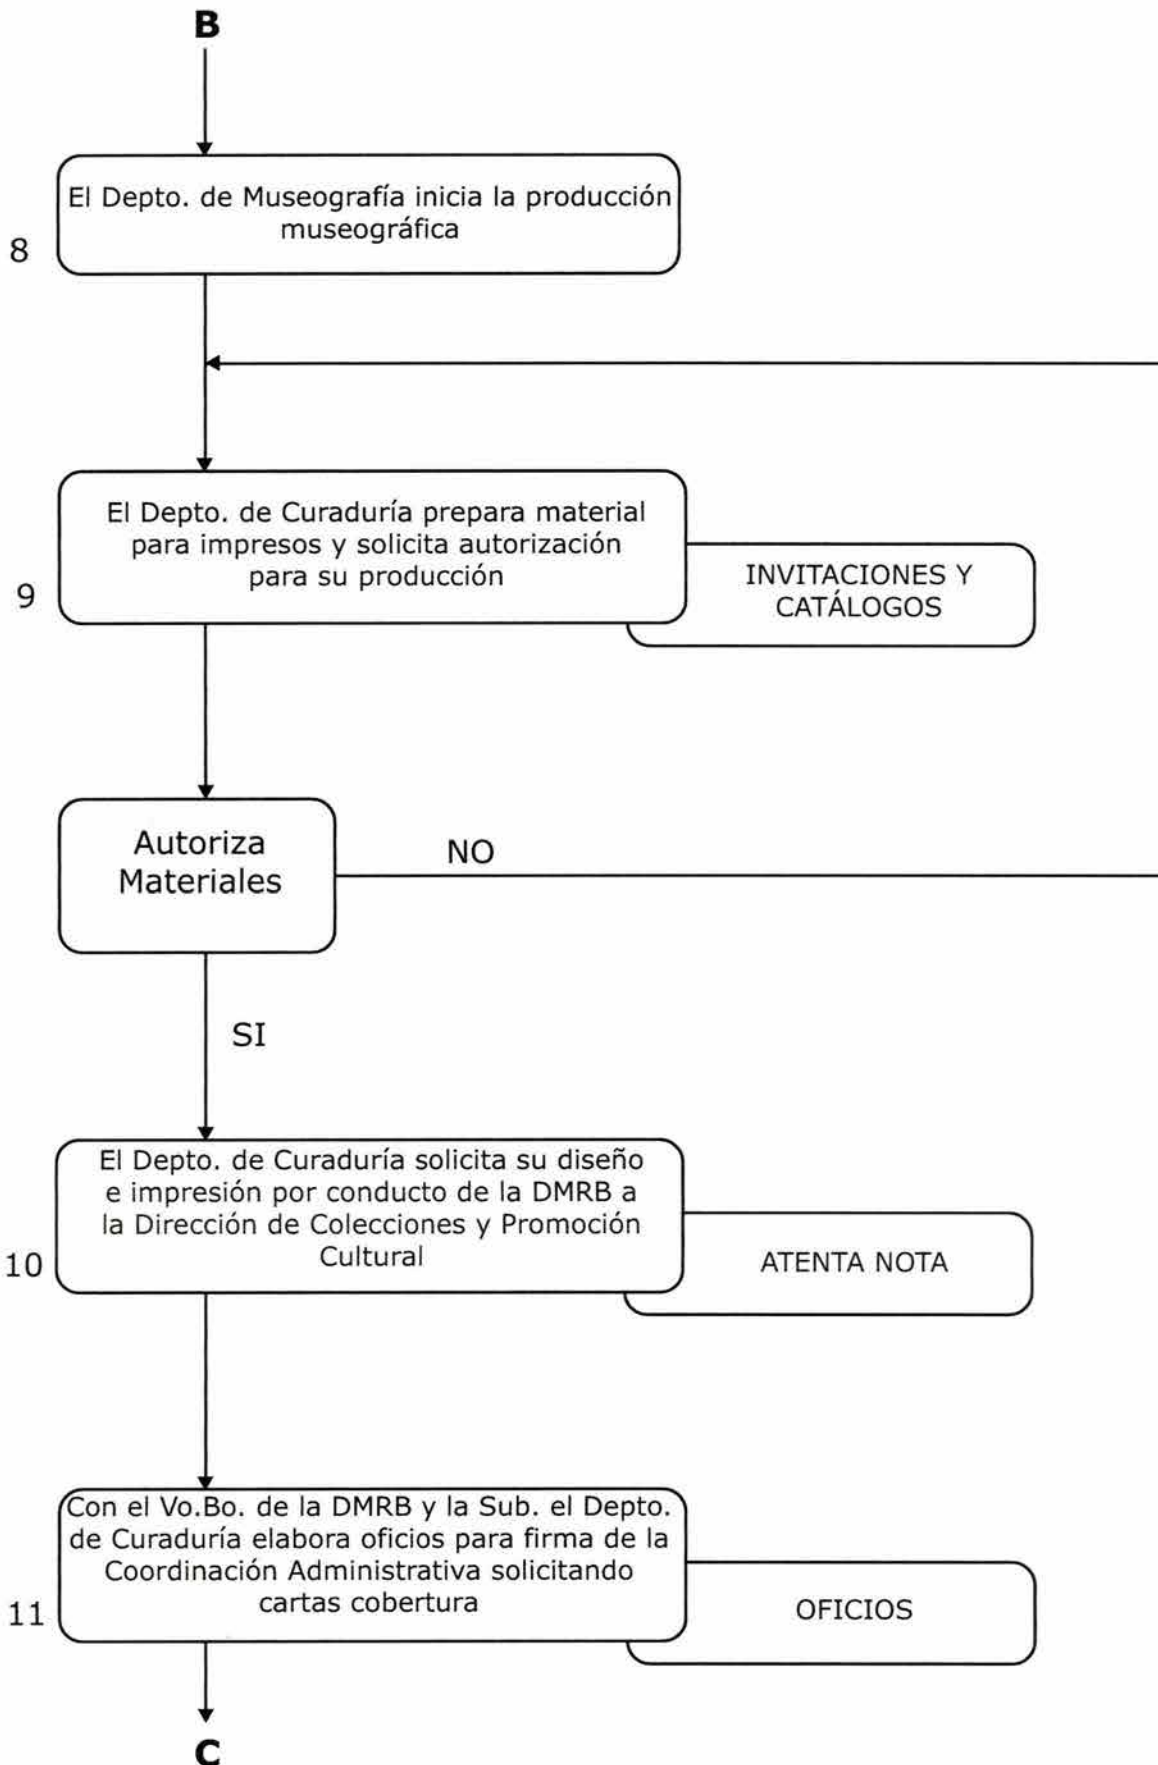 B
El Depto. de Museografía inicia la producción
museográfica
8
El Depto. de Curaduría prepara material
para impresos y solicita autorización
para su producción
9
INVITACIONES Y
CATÁLOGOS
Autoriza
Materiales
NO
SI
El Depto. de Curaduría solicita su diseño
e impresión por conducto de la DMRB a
la Dirección de Colecciones y Promoción
Cultural
10
ATENTA NOTA
Con el Vo.Bo. de la DMRB y la Sub. el Depto.
de Curaduría elabora oficios para firma de la
Coordinación Administrativa solicitando
cartas cobertura
11
OFICIOS
C